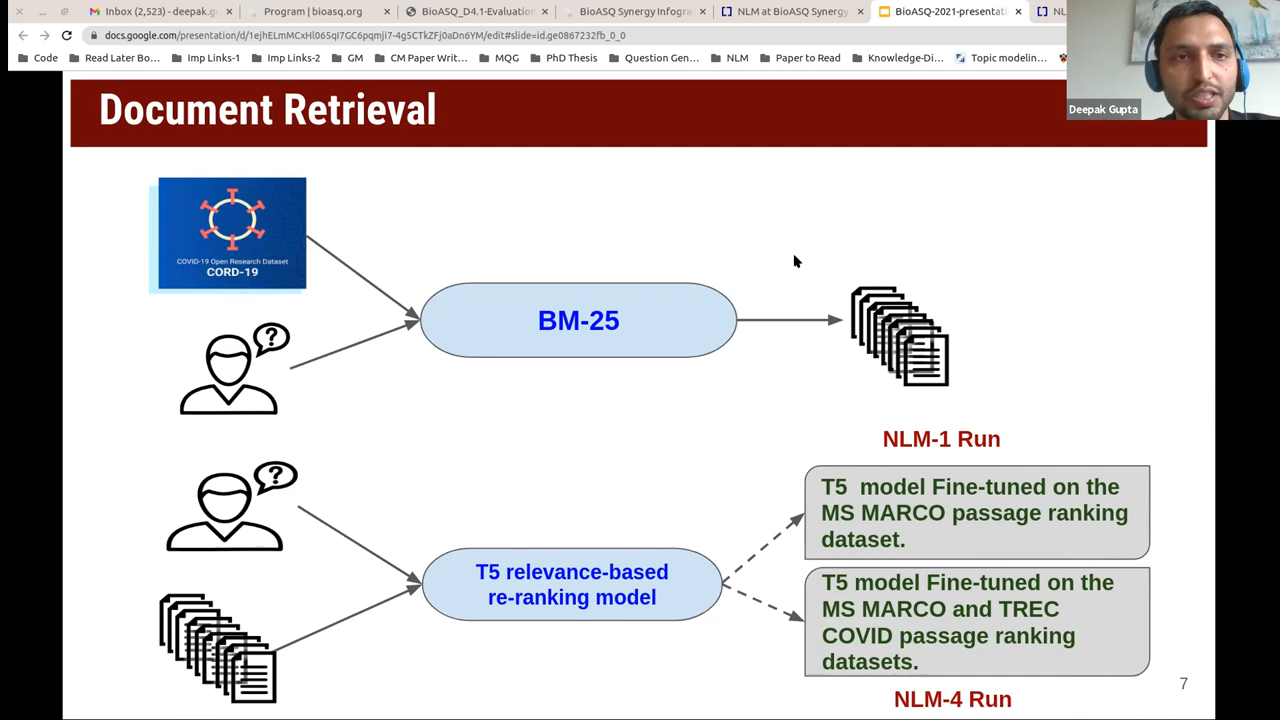 Inbox (2,523) - deepak.gu
Program | bioasq.org
BioASQ_D4.1-Evaluation
BioASQ Synergy Infogra
NLM at BioASQ Synergy
BioASQ-2021-presentati
NL
docs.google.com/presentation/d/1ejhELmMCxHl065qI7GC6pqmji7-4g5CTkZFj0aDn6YM/edit#slide=id.ge0867232fb_0_0
Code
Read Later Bo...
Imp Links-1
Imp Links-2
GM
CM Paper Writ...
MQG
PhD Thesis
Question Gen...
NLM
Paper to Read
Knowledge-Di...
Topic modelin...
Deepak Gupta
Document Retrieval
COVID-19 Open Research Dataset
CORD-19
?
BM-25
NLM-1 Run
?
T5 relevance-based
re-ranking model
T5 model Fine-tuned on the
MS MARCO passage ranking
dataset.
T5 model Fine-tuned on the
MS MARCO and TREC
COVID passage ranking
datasets.
NLM-4 Run
7